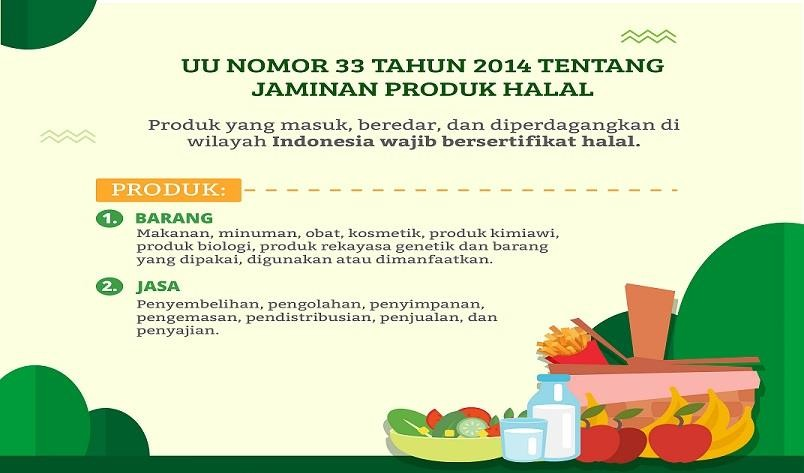 UU NOMOR 33 TAHUN 2014 TENTANG
JAMINAN PRODUK HALAL
Produk yang masuk, beredar, dan diperdagangkan di
wilayah Indonesia wajib bersertifikat halal.
PRODUK:
1. BARANG
Makanan, minuman, obat, kosmetik, produk kimiawi,
produk biologi, produk rekayasa genetik dan barang
yang dipakai, digunakan atau dimanfaatkan.
2. JASA
Penyembelihan, pengolahan, penyimpanan,
pengemasan, pendistribusian, penjualan, dan
penyajian.